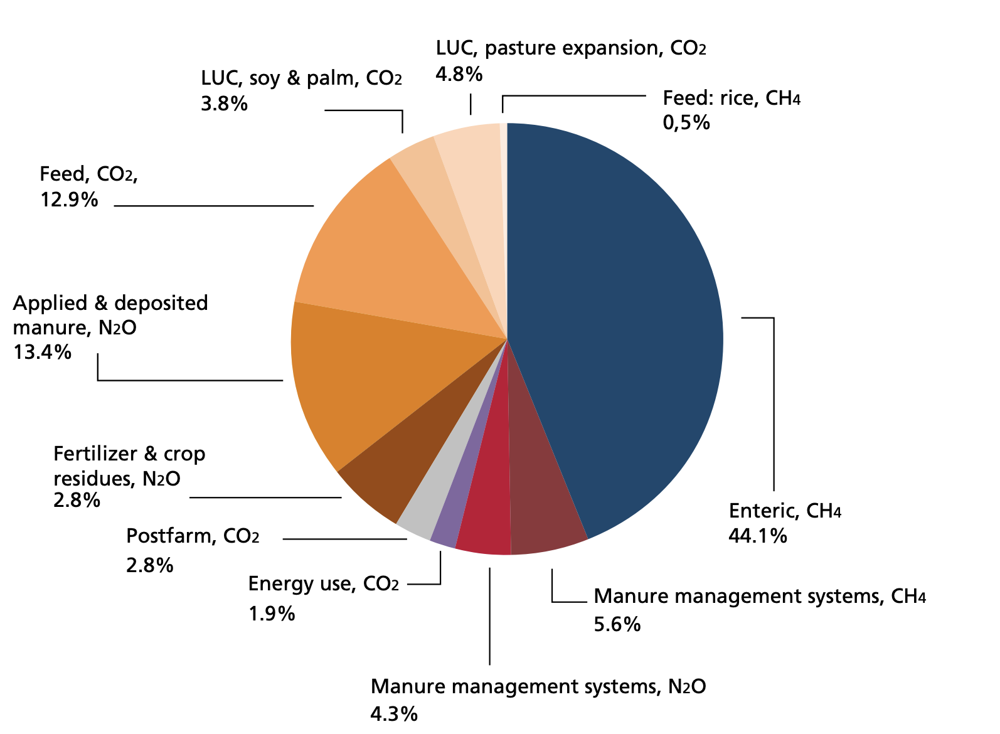 LUC, pasture expansion, CO2
4.8%
LUC, soy & palm, CO2
3.8%
Feed: rice, CH4
0,5%
Feed, CO2,
12.9%
Applied & deposited
manure, N2O
13.4%
Fertilizer & crop
residues, N2O
2.8%
Postfarm, CO2
2.8%
Energy use, CO2
1.9%
Enteric, CH4
44.1%
Manure management systems, CH4
5.6%
Manure management systems, N2O
4.3%